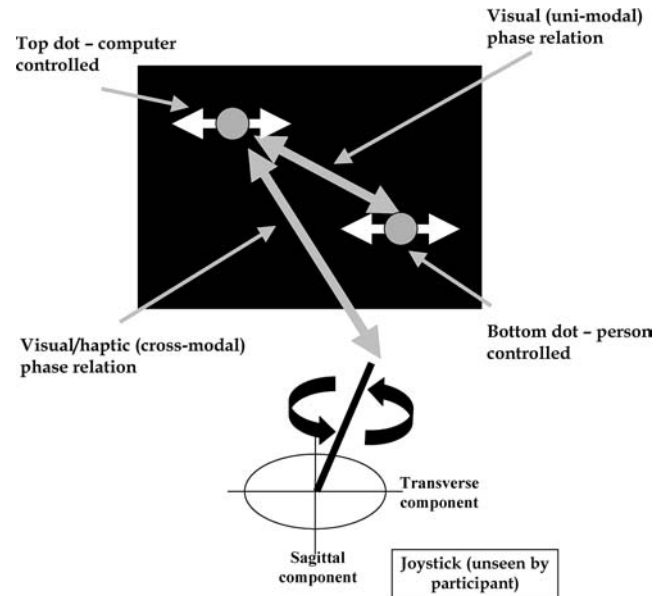 Visual (uni-modal)
phase relation
Top dot – computer
controlled
Visual/haptic (cross-modal)
phase relation
Bottom dot – person
controlled
Transverse
component
Sagittal
component
Joystick (unseen by
participant)